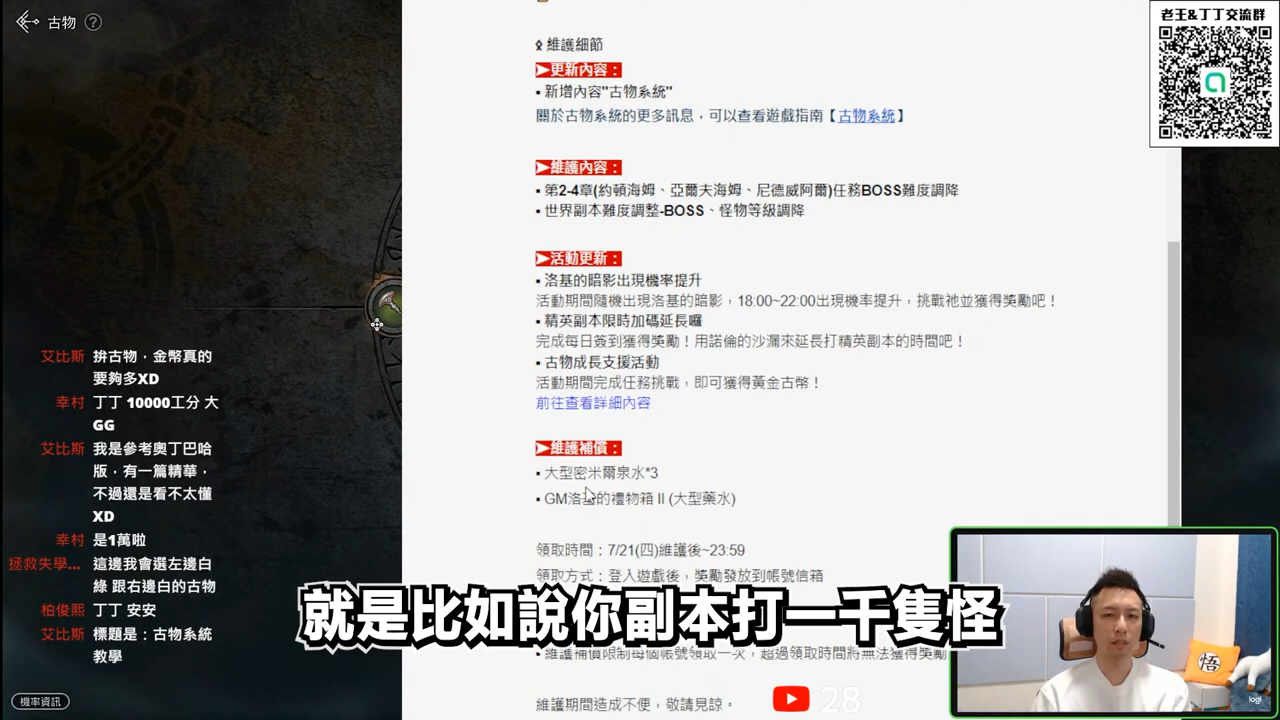 古物
?
老王&丁丁交流群
維護細節
➤更新內容：
▪ 新增內容"古物系統"
關於古物系統的更多訊息，可以查看遊戲指南【古物系統】
➤維護內容：
▪ 第2-4章(約頓海姆、亞爾夫海姆、尼德威阿爾)任務BOSS難度調降
▪ 世界副本難度調整-BOSS、怪物等級調降
➤活動更新：
▪ 洛基的暗影出現機率提升
活動期間隨機出現洛基的暗影，18:00~22:00出現機率提升，挑戰祂並獲得獎勵吧！
▪ 精英副本限時加碼延長囉
完成每日簽到獲得獎勵！用諾倫的沙漏來延長打精英副本的時間吧！
▪ 古物成長支援活動
活動期間完成任務挑戰，即可獲得黃金古幣！
前往查看詳細內容
➤維護補償：
▪ 大型密米爾泉水*3
▪ GM洛基的禮物箱 II (大型藥水)
領取時間：7/21(四)維護後~23:59
領取方式：登入遊戲後，獎勵發放到帳號信箱
▪ 維護補償限制每個帳號領取一次，超過領取時間將無法獲得獎勵
維護期間造成不便，敬請見諒。
艾比斯 拚古物，金幣真的
要夠多XD
幸村 丁丁 10000工分 大
GG
艾比斯 我是參考奧丁巴哈
版，有一篇精華，
不過還是看不太懂
XD
幸村 是1萬啦
拯救失學... 這邊我會選左邊白
綠 跟右邊白的古物
柏俊熙 丁丁 安安
艾比斯 標題是：古物系統
教學
機率資訊
就是比如說你副本打一千隻怪
28
悟
logi